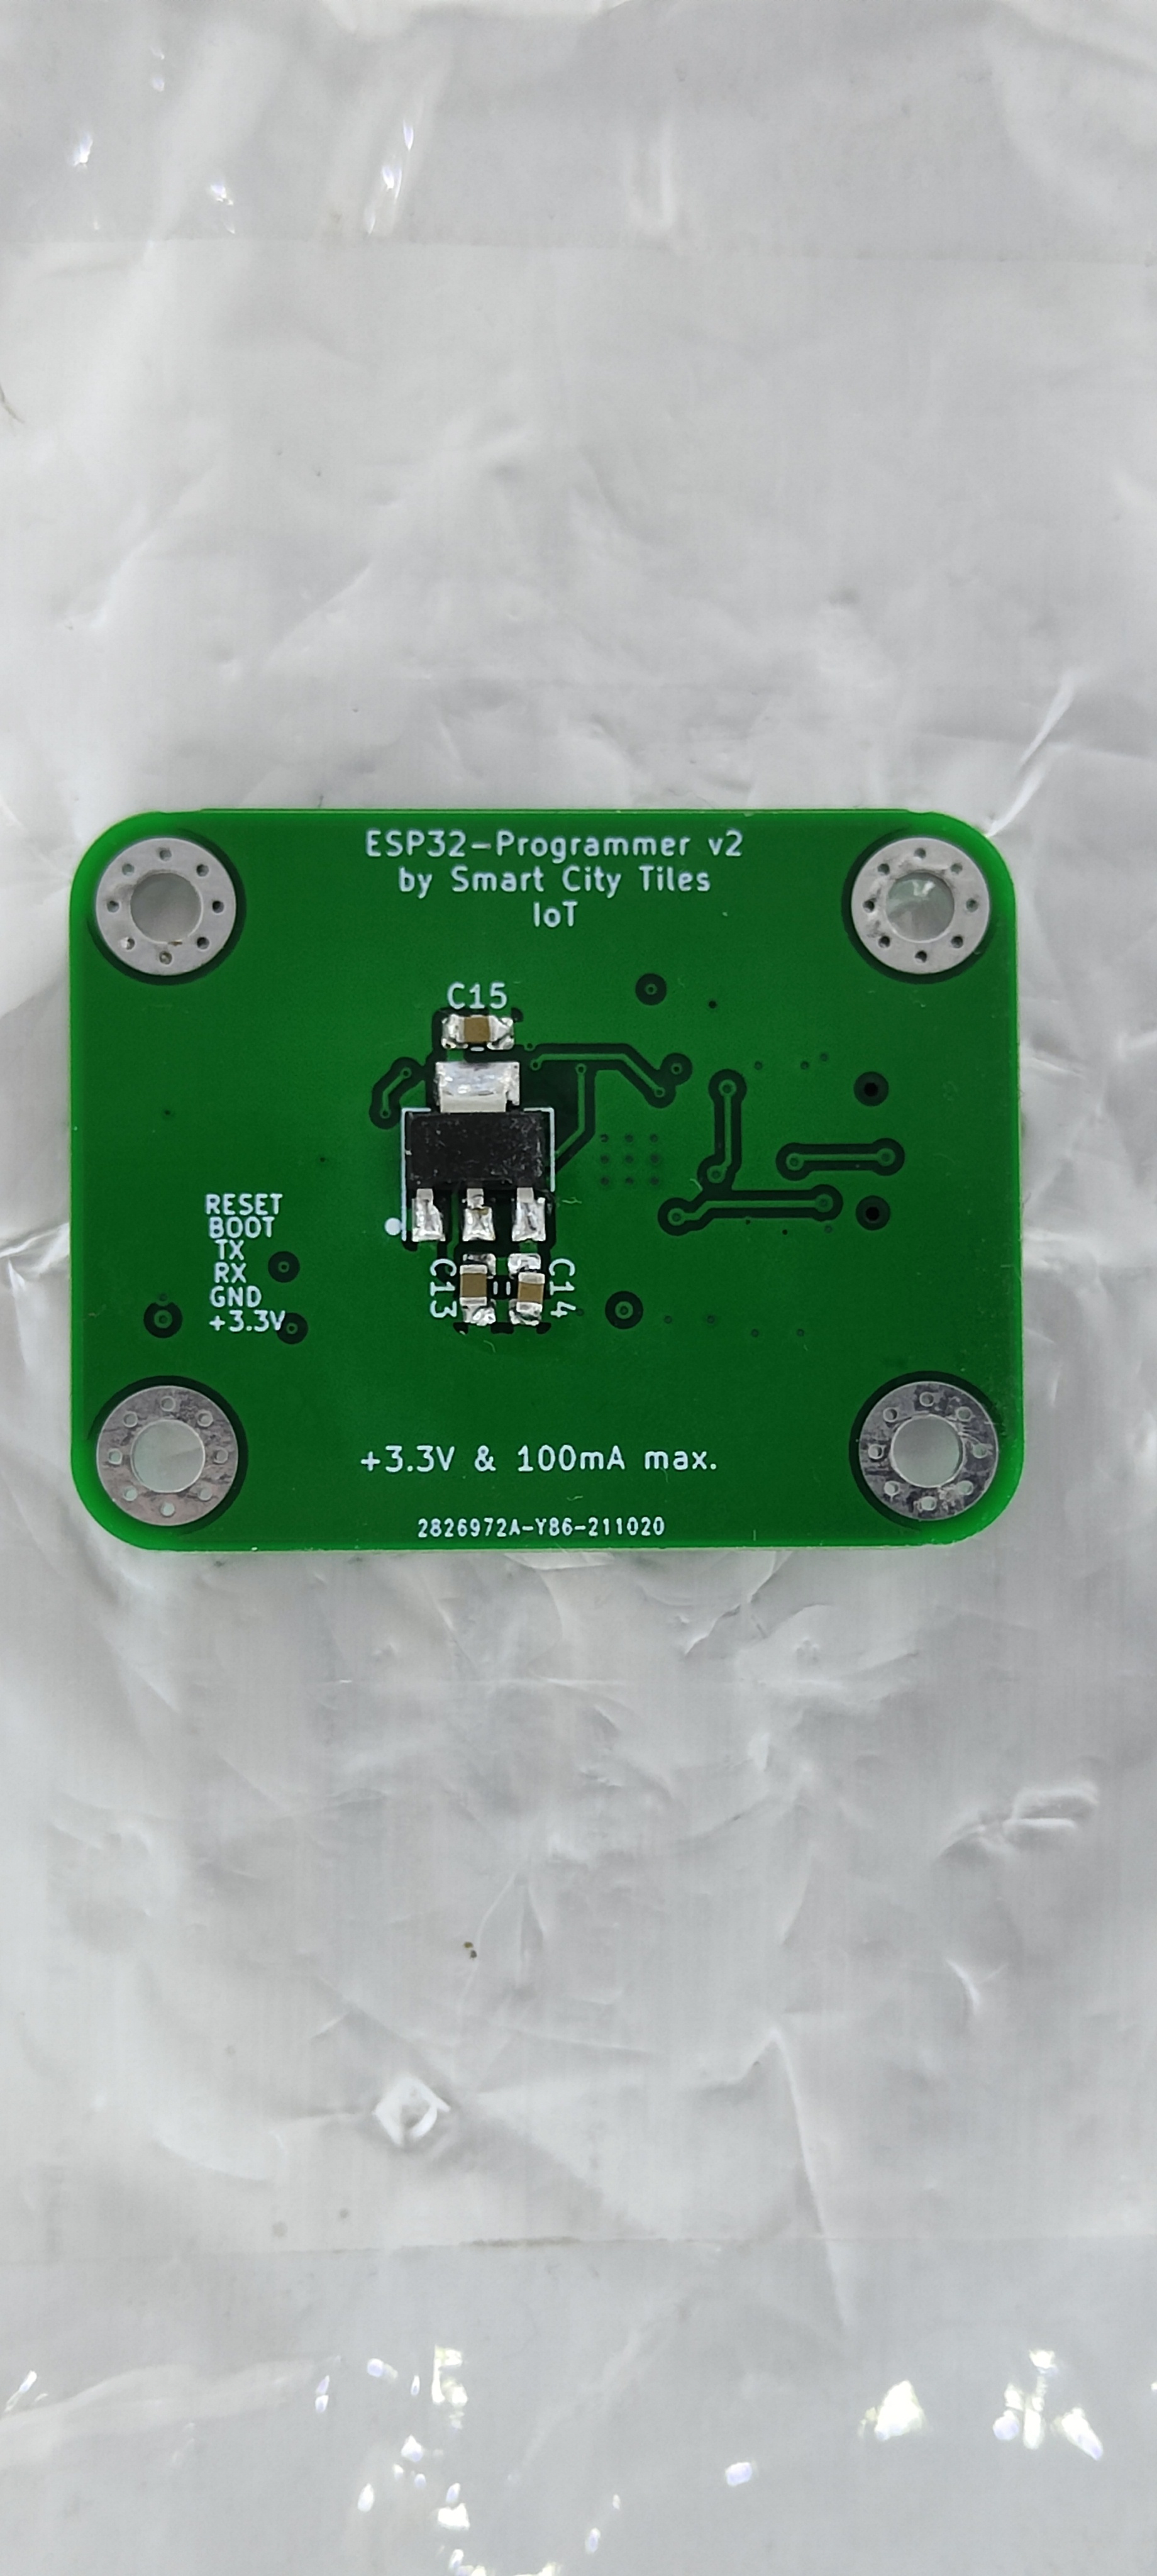 ESP32-Programmer v2
by Smart City Tiles
IoT
C15
RESET
BOOT
TX
RX
GND
+3.3V
C13
C14
+3.3V & 100mA max.
2826972A-Y86-211020